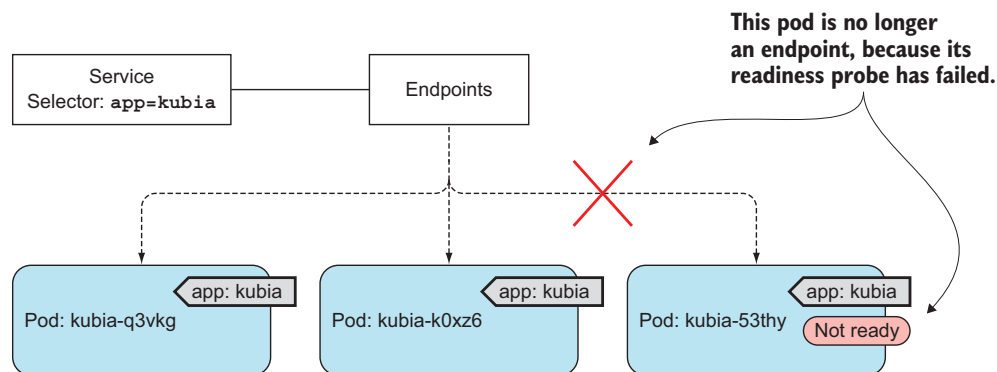 This pod is no longer
an endpoint, because its
readiness probe has failed.
Service
Selector: app=kubia
Endpoints
app: kubia
Pod: kubia-q3vkg
app: kubia
Pod: kubia-k0xz6
app: kubia
Pod: kubia-53thy
Not ready